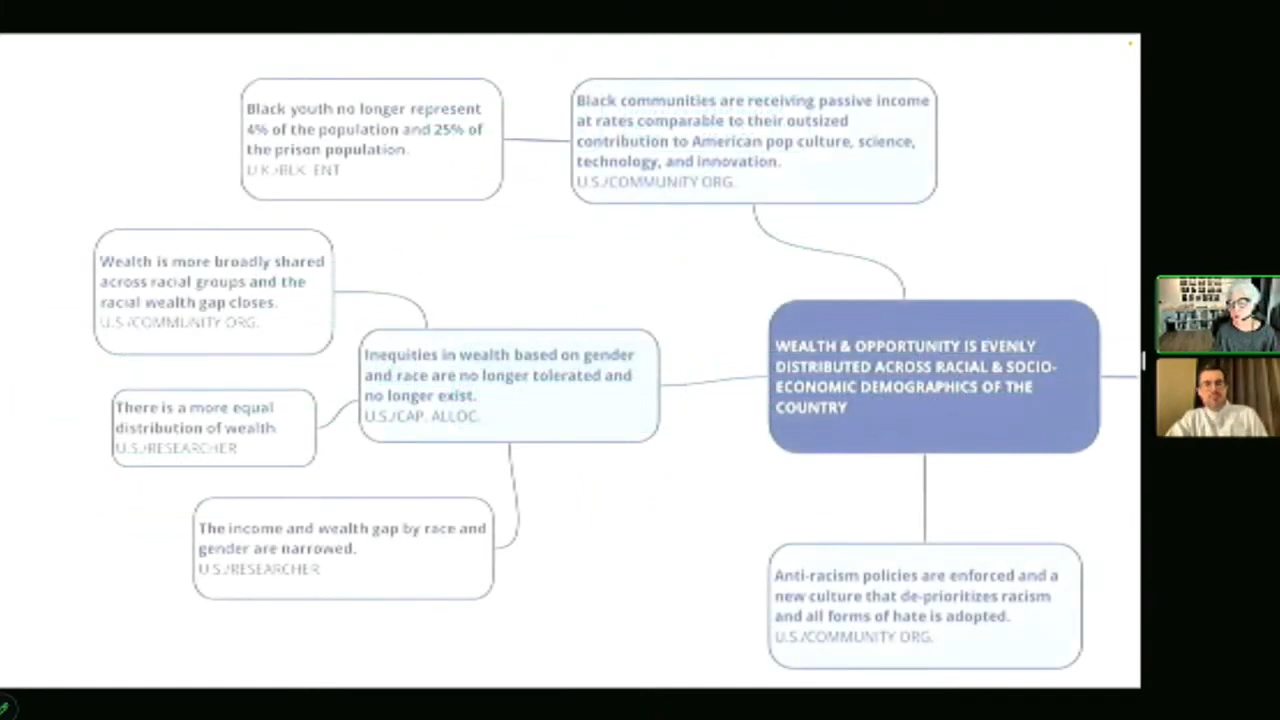 Black youth no longer represent
4% of the population and 25% of
the prison population.
U.K./BLK. ENT
Black communities are receiving passive income
at rates comparable to their outsized
contribution to American pop culture, science,
technology, and innovation.
U.S./COMMUNITY ORG.
Wealth is more broadly shared
across racial groups and the
racial wealth gap closes.
U.S./COMMUNITY ORG.
Inequities in wealth based on gender
and race are no longer tolerated and
no longer exist.
U.S./CAP. ALLOC.
WEALTH & OPPORTUNITY IS EVENLY
DISTRIBUTED ACROSS RACIAL & SOCIO-
ECONOMIC DEMOGRAPHICS OF THE
COUNTRY
There is a more equal
distribution of wealth.
U.S./RESEARCHER
The income and wealth gap by race and
gender are narrowed.
U.S./RESEARCHER
Anti-racism policies are enforced and a
new culture that de-prioritizes racism
and all forms of hate is adopted.
U.S./COMMUNITY ORG.